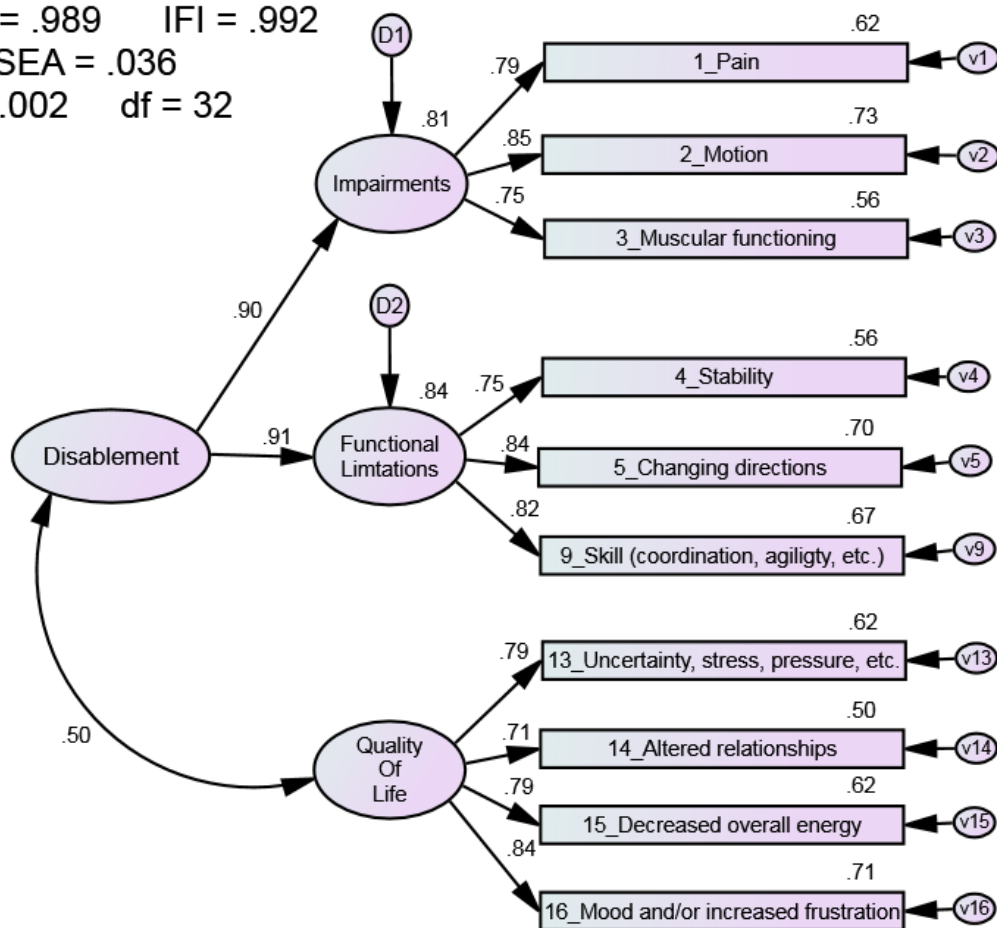 = .989 IFI = .992
SEA = .036
.002 df = 32
D1
.62
.79
1_Pain
v1
.81
.73
.85
2_Motion
v2
Impairments
.75
.56
3_Muscular functioning
v3
.90
D2
.56
.84
.75
4_Stability
v4
.91
Functional
Limtations
.70
.84
5_Changing directions
v5
Disablement
.82
.67
9_Skill (coordination, agiligty, etc.)
v9
.62
.79
13_Uncertainty, stress, pressure, etc.
v13
.50
.50
.71
14_Altered relationships
v14
Quality
Of
Life
.62
.79
15_Decreased overall energy
v15
.84
.71
16_Mood and/or increased frustration
v16